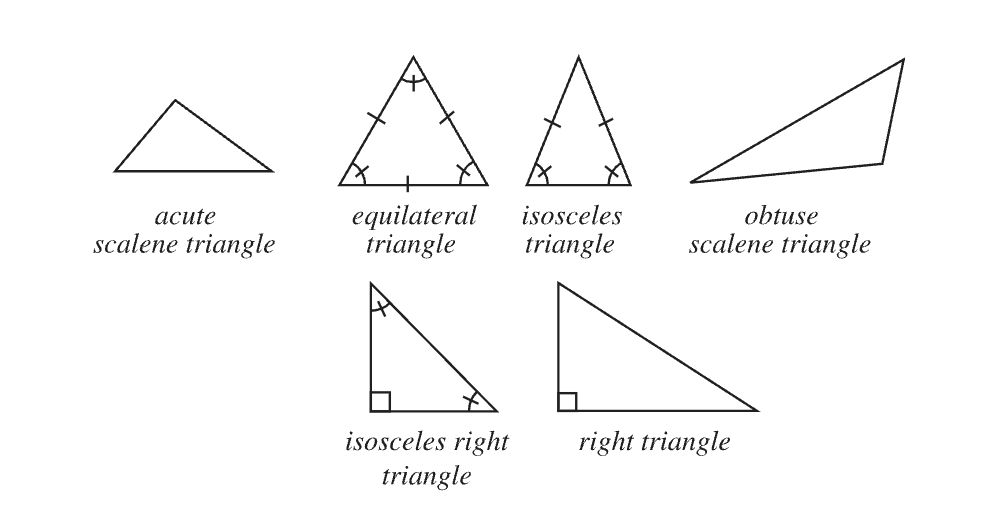 acute
scalene triangle
equilateral
triangle
isosceles
triangle
obtuse
scalene triangle
isosceles right
triangle
right triangle